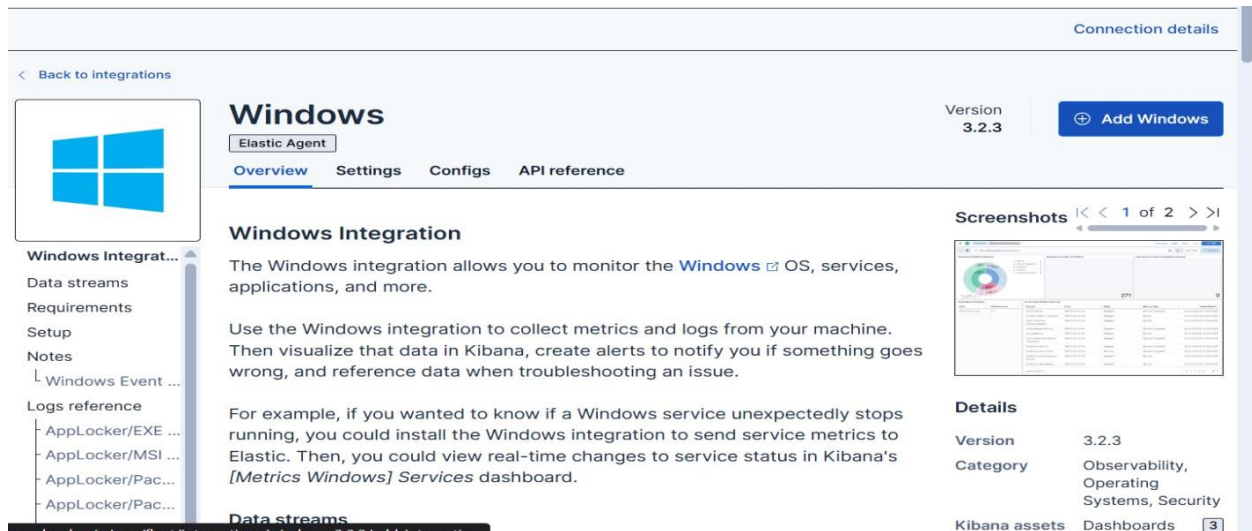 Connection details
Back to integrations
Windows
Elastic Agent
Version
3.2.3
Add Windows
Overview Settings Configs API reference
Windows Integrat...
Data streams
Requirements
Setup
Notes
Windows Event ...
Logs reference
AppLocker/EXE ...
AppLocker/MSI ...
AppLocker/Pac...
AppLocker/Pac...
Windows Integration
The Windows integration allows you to monitor the Windows OS, services,
applications, and more.
Use the Windows integration to collect metrics and logs from your machine.
Then visualize that data in Kibana, create alerts to notify you if something goes
wrong, and reference data when troubleshooting an issue.
For example, if you wanted to know if a Windows service unexpectedly stops
running, you could install the Windows integration to send service metrics to
Elastic. Then, you could view real-time changes to service status in Kibana's
[Metrics Windows] Services dashboard.
Data streams
Screenshots 1 of 2
271
Details
Version 3.2.3
Category Observability,
Operating
Systems, Security
Kibana assets Dashboards 3